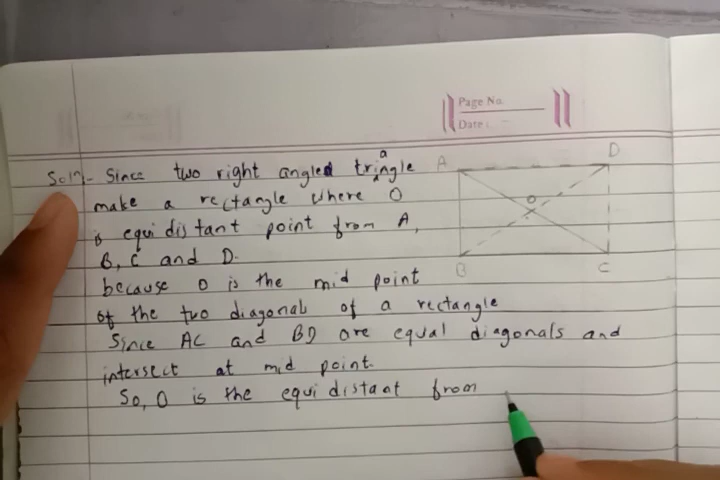 Page No.
Date :
A D
Soln:- Since two right angled tringle
a
make a rectangle where O
is equidistant point from A,
B, C and D.
because O is the mid point
of the two diagonal of a rectangle
Since AC and BD are equal diagonals and
intersect at mid point.
So, O is the equidistant from
O
B C